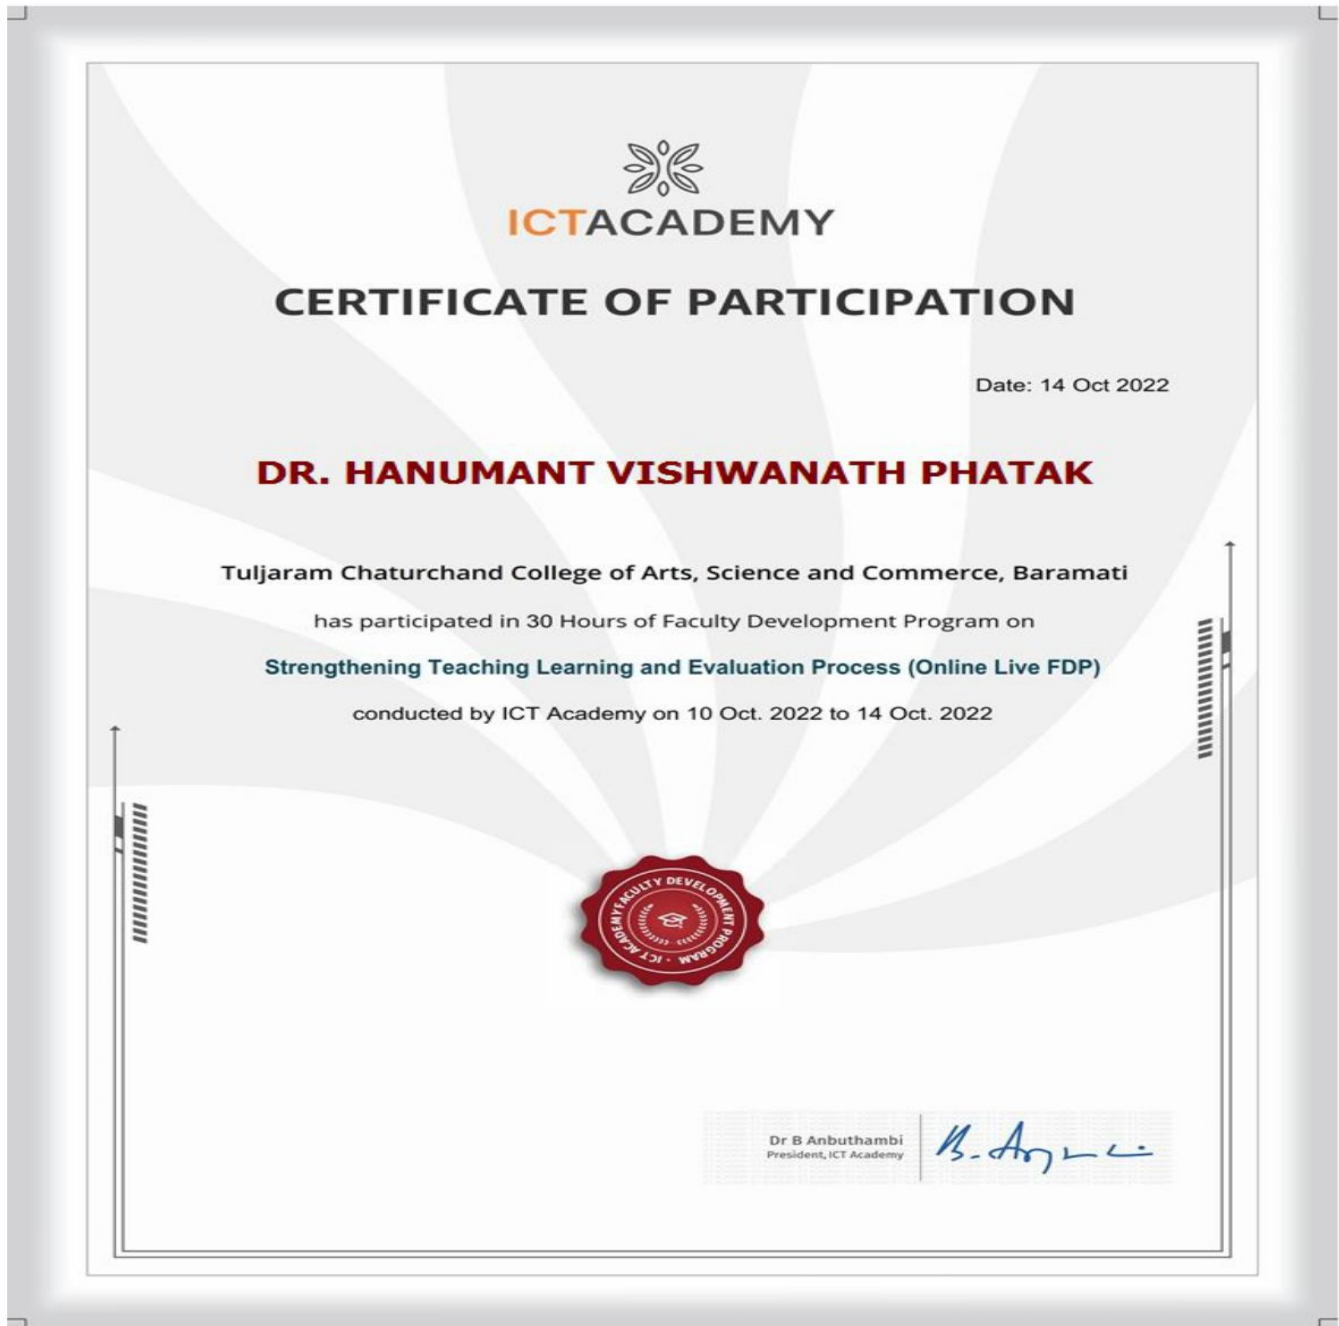 ICTACADEMY
CERTIFICATE OF PARTICIPATION
Date: 14 Oct 2022
DR. HANUMANT VISHWANATH PHATAK
Tuljaram Chaturchand College of Arts, Science and Commerce, Baramati
has participated in 30 Hours of Faculty Development Program on
Strengthening Teaching Learning and Evaluation Process (Online Live FDP)
conducted by ICT Academy on 10 Oct. 2022 to 14 Oct. 2022
ICT ACADEMY FACULTY DEVELOPMENT PROGRAM
Dr B Anbuthambi
President, ICT Academy